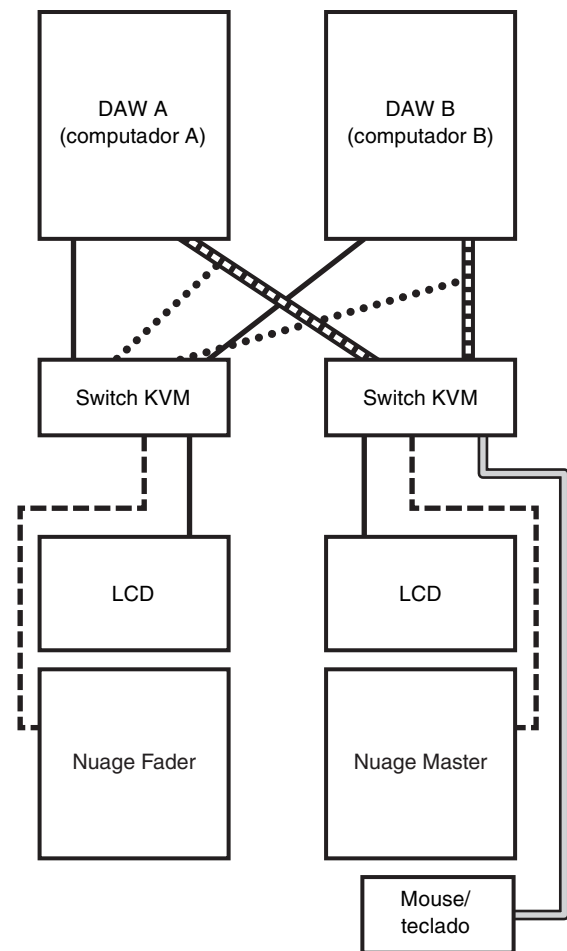 DAW A
(computador A)
DAW B
(computador B)
Switch KVM
Switch KVM
LCD
LCD
Nuage Fader
Nuage Master
Mouse/
teclado